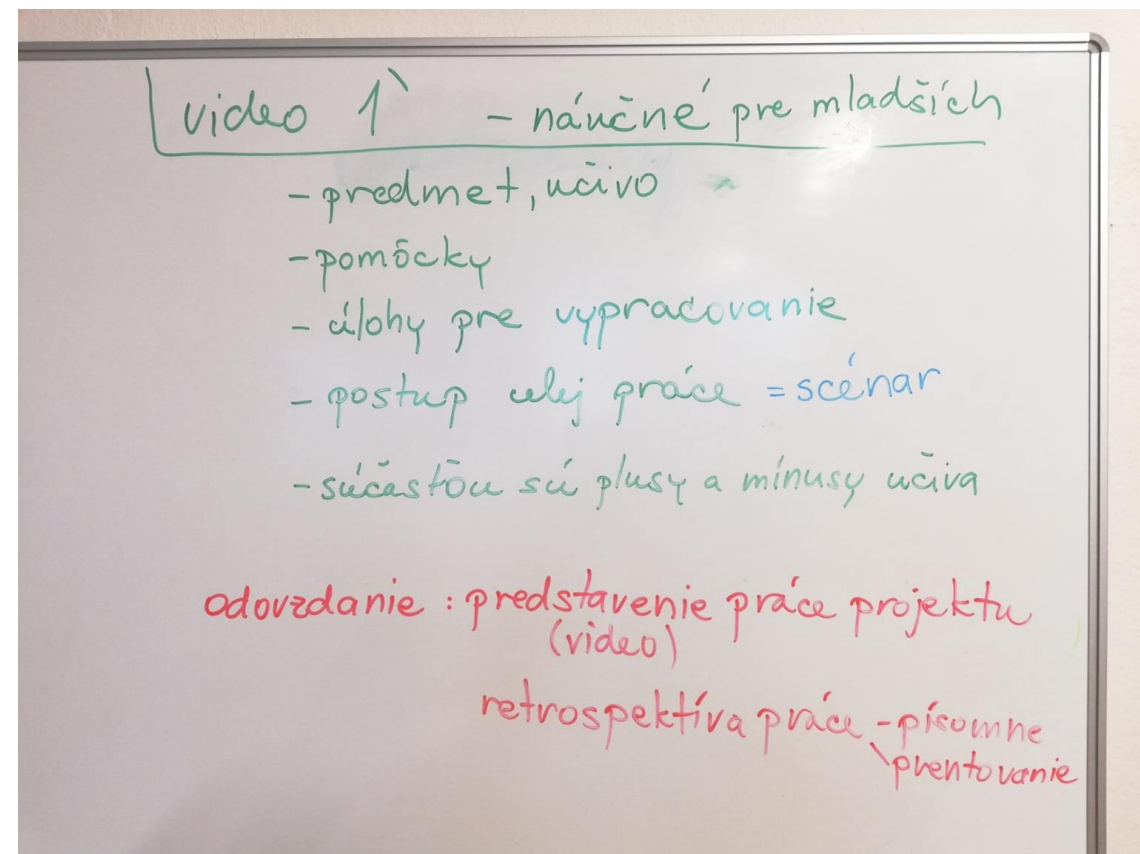 video 1 - náučné pre mladších
- predmet, učivo
- pomôcky
- úlohy pre vypracovanie
- postup celej práce = scénar
- súčasťou sú plusy a mínusy učiva
odovzdanie : predstavenie práce projektu
(video)
retrospektíva práce - písomne